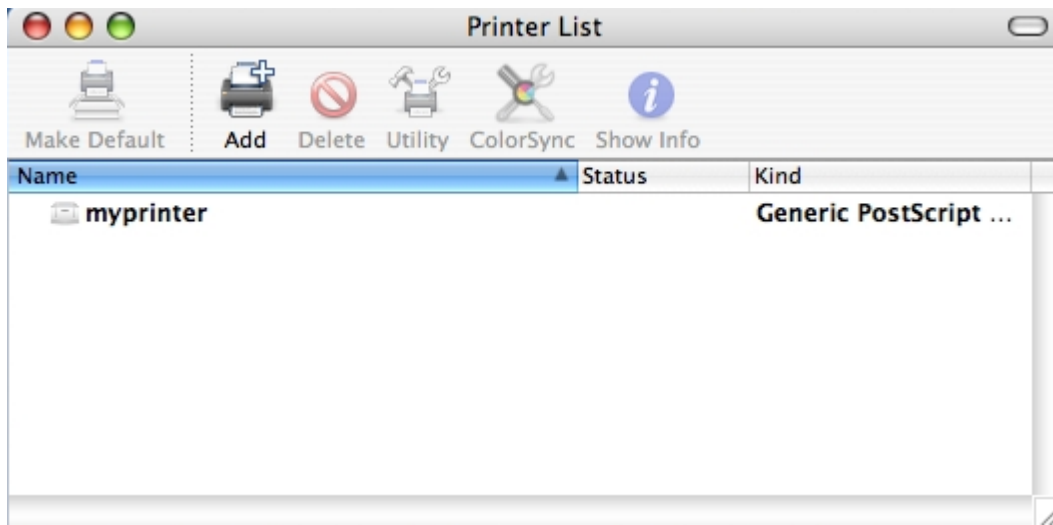 Printer List
Make Default Add Delete Utility ColorSync Show Info
Name Status Kind
myprinter Generic PostScript ...